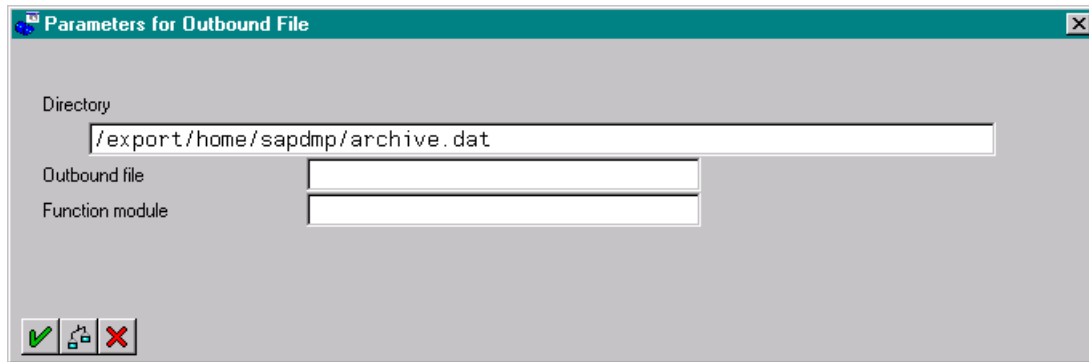 Parameters for Outbound File
Directory
/export/home/sapdmp/archive.dat
Outbound file
Function module